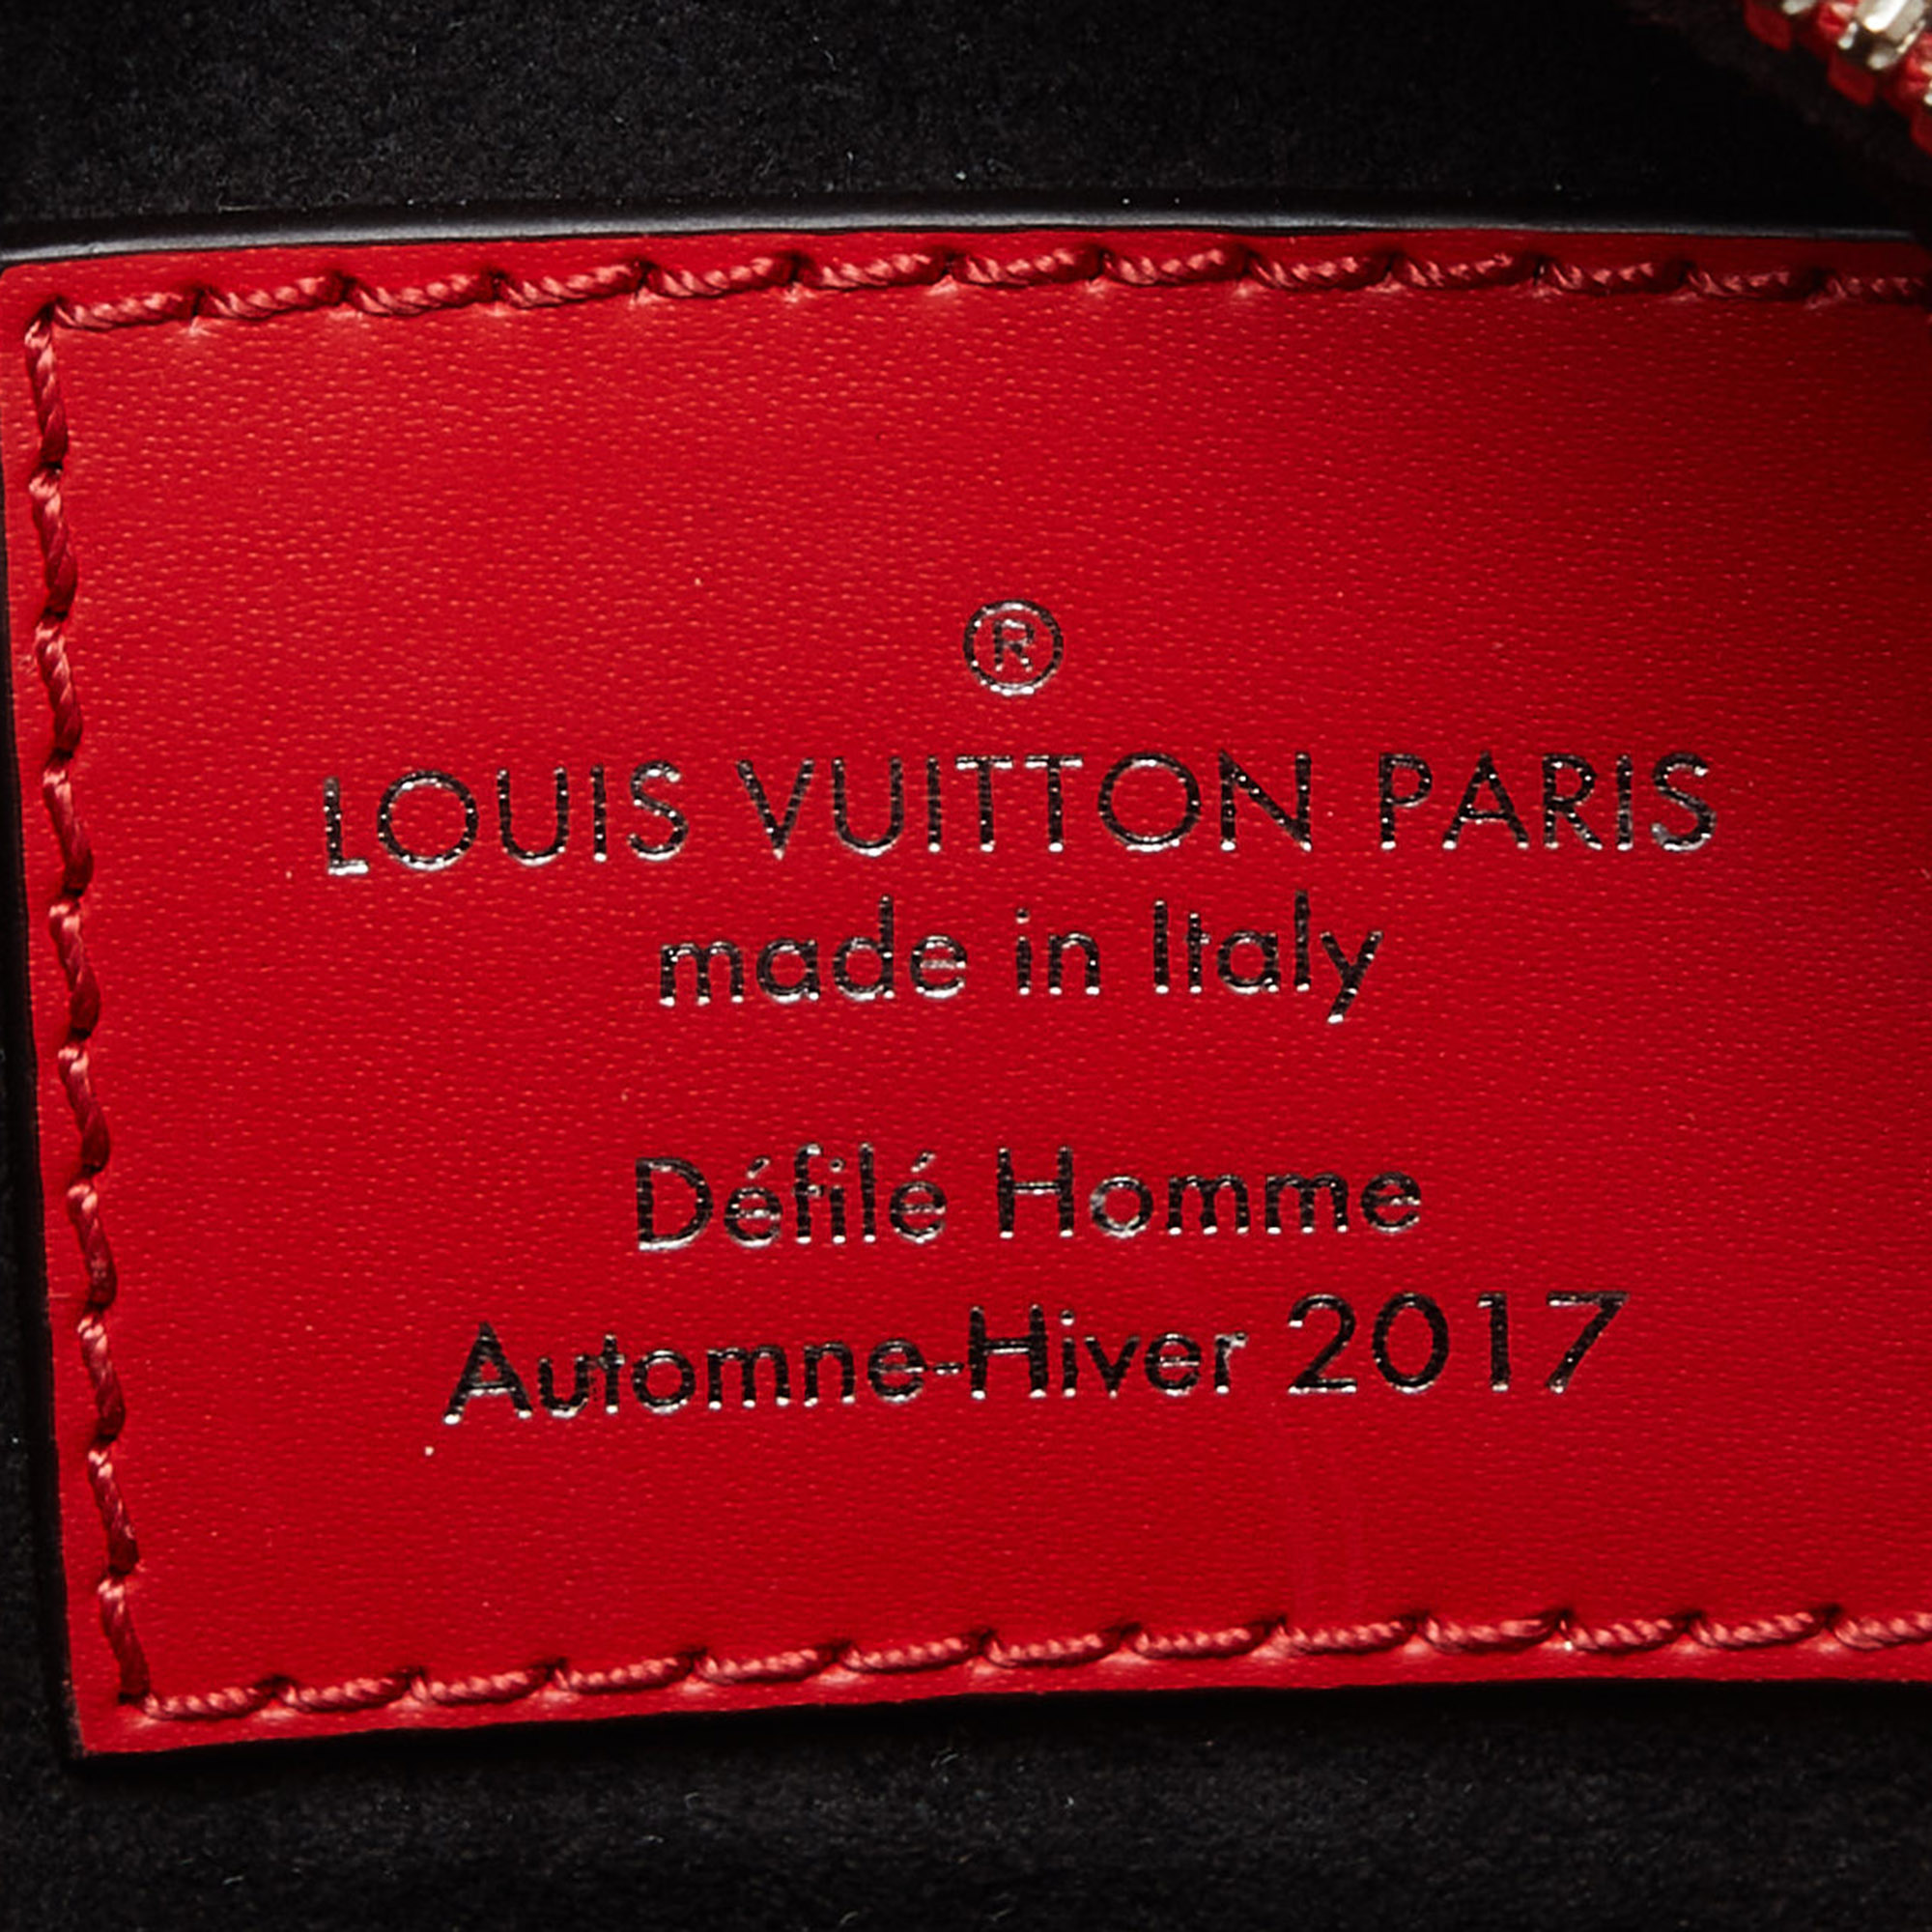 ®
LOUIS VUITTON PARIS
made in Italy
Défilé Homme
Automne-Hiver 2017